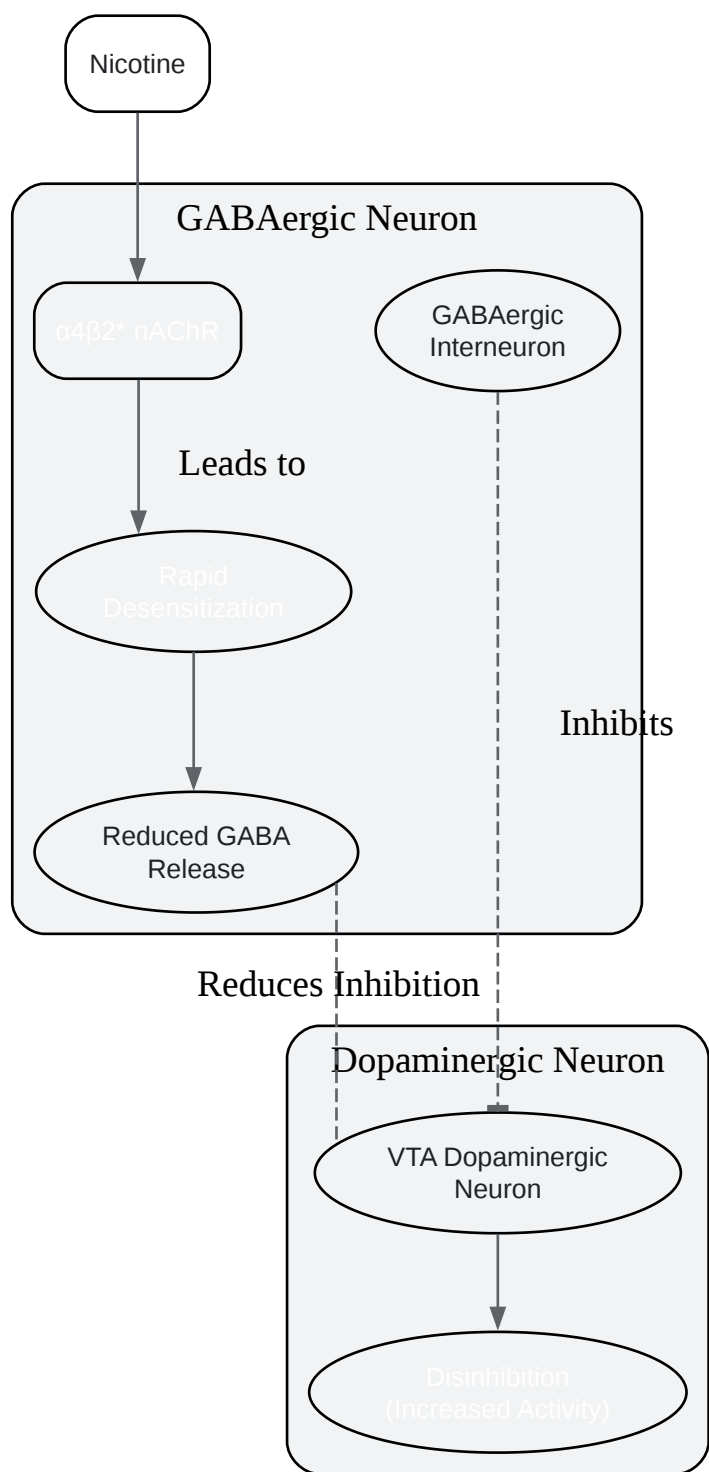 Nicotine
GABAergic Neuron
α4β2* nAChR
GABAergic
Interneuron
Leads to
Rapid
Desensitization
Inhibits
Reduced GABA
Release
Reduces Inhibition
Dopaminergic Neuron
VTA Dopaminergic
Neuron
Disinhibition
(Increased Activity)